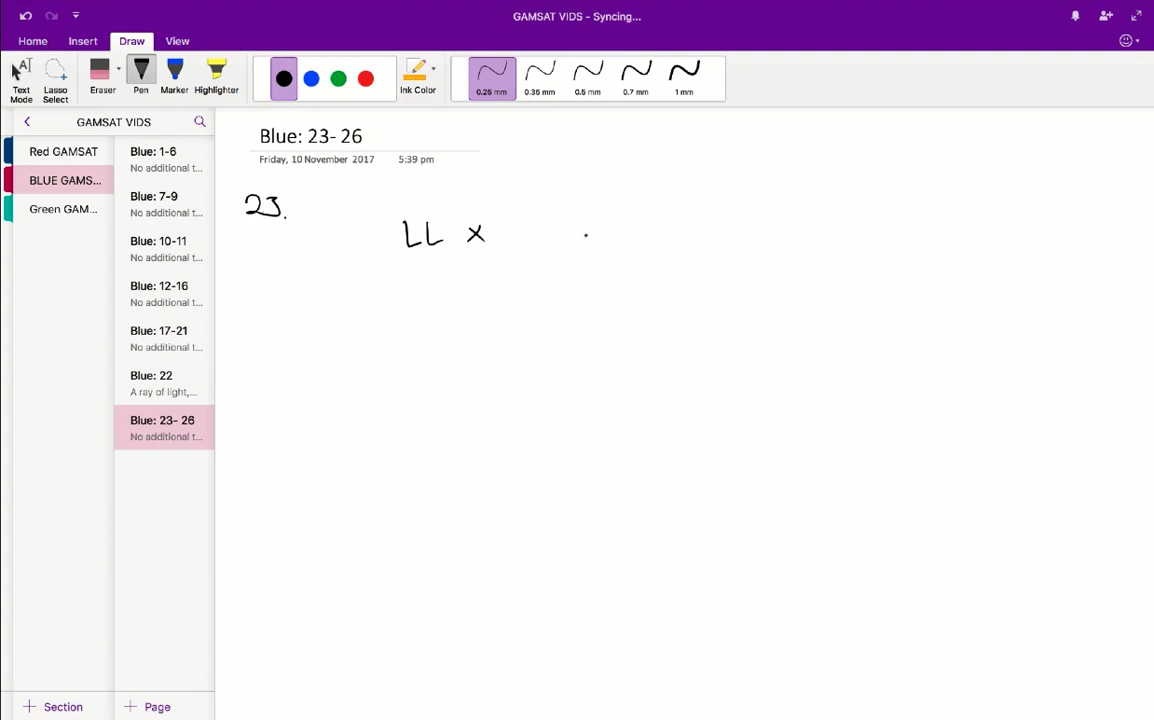 GAMSAT VIDS - Syncing...
Home Insert Draw View
Text Mode
Lasso Select
Eraser
Pen
Marker
Highlighter
Ink Color
0.25 mm
0.35 mm
0.5 mm
0.7 mm
1 mm
GAMSAT VIDS
Red GAMSAT
BLUE GAMS...
Green GAM...
Blue: 1-6
No additional t...
Blue: 7-9
No additional t...
Blue: 10-11
No additional t...
Blue: 12-16
No additional t...
Blue: 17-21
No additional t...
Blue: 22
A ray of light,...
Blue: 23- 26
No additional t...
Blue: 23- 26
Friday, 10 November 2017 5:39 pm
23.
LL x
+ Section
+ Page